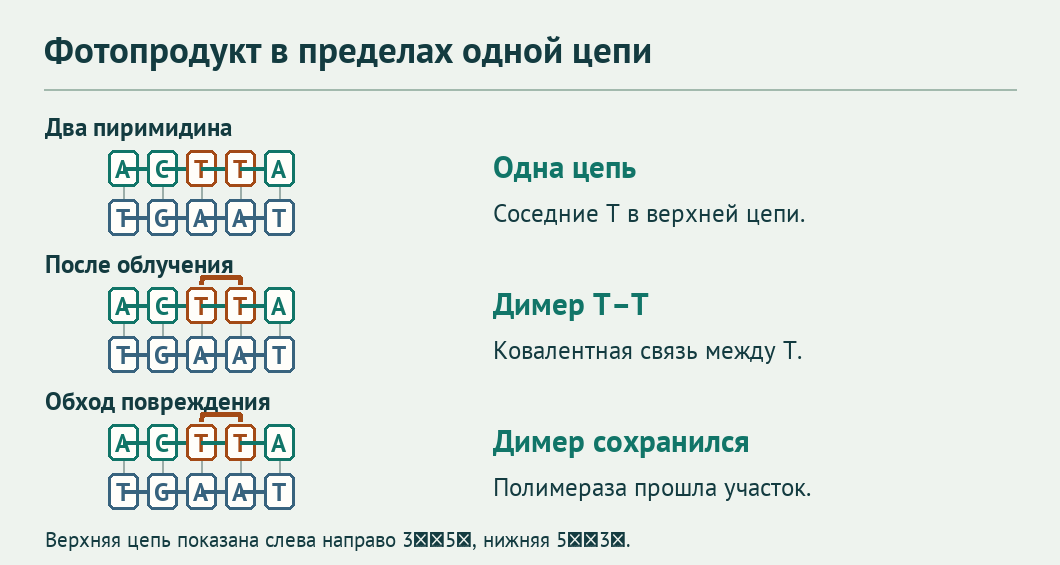 Фотопродукт в пределах одной цепи
Два пиримидина
A C T T A
T G A A T
Одна цепь
Соседние Т в верхней цепи.
После облучения
A C T T A
T G A A T
Димер Т–Т
Ковалентная связь между Т.
Обход повреждения
A C T T A
T G A A T
Димер сохранился
Полимераза прошла участок.
Верхняя цепь показана слева направо 3☒☒5☒, нижняя 5☒☒3☒.